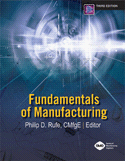 THIRD EDITION
Fundamentals
of Manufacturing
Philip D. Rufe, CMfgE | Editor